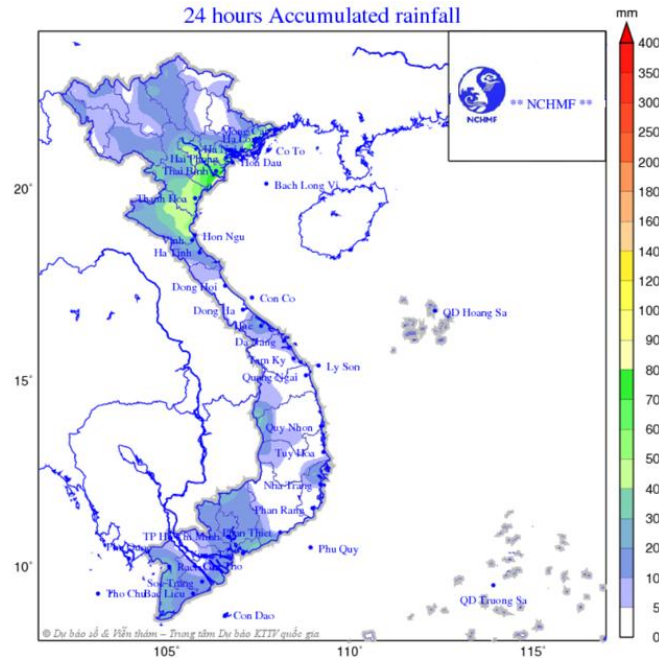 24 hours Accumulated rainfall
mm
400
350
300
250
200
180
160
140
120
100
90
80
70
60
50
40
30
20
10
5
0
NCHMF
** NCHMF **
Mong Cai
Co To
Hai Phong
Hon Dau
Thai Binh
Bach Long Vi
Thanh Hoa
Hon Ngu
Vinh
Ha Tinh
Dong Hoi
Con Co
Dong Ha
Hue
QD Hoang Sa
Da Nang
Tam Ky
Ly Son
Quang Ngai
Quy Nhon
Tuy Hoa
Nha Trang
Phan Rang
Phan Thiet
TP Ho Chi Minh
Phu Quy
Soc Trang
Tho Chu
Bac Lieu
Con Dao
QD Truong Sa
20°
15°
10°
© Dự báo số & Viễn thám – Trung tâm Dự báo KTTV quốc gia
105°
110°
115°